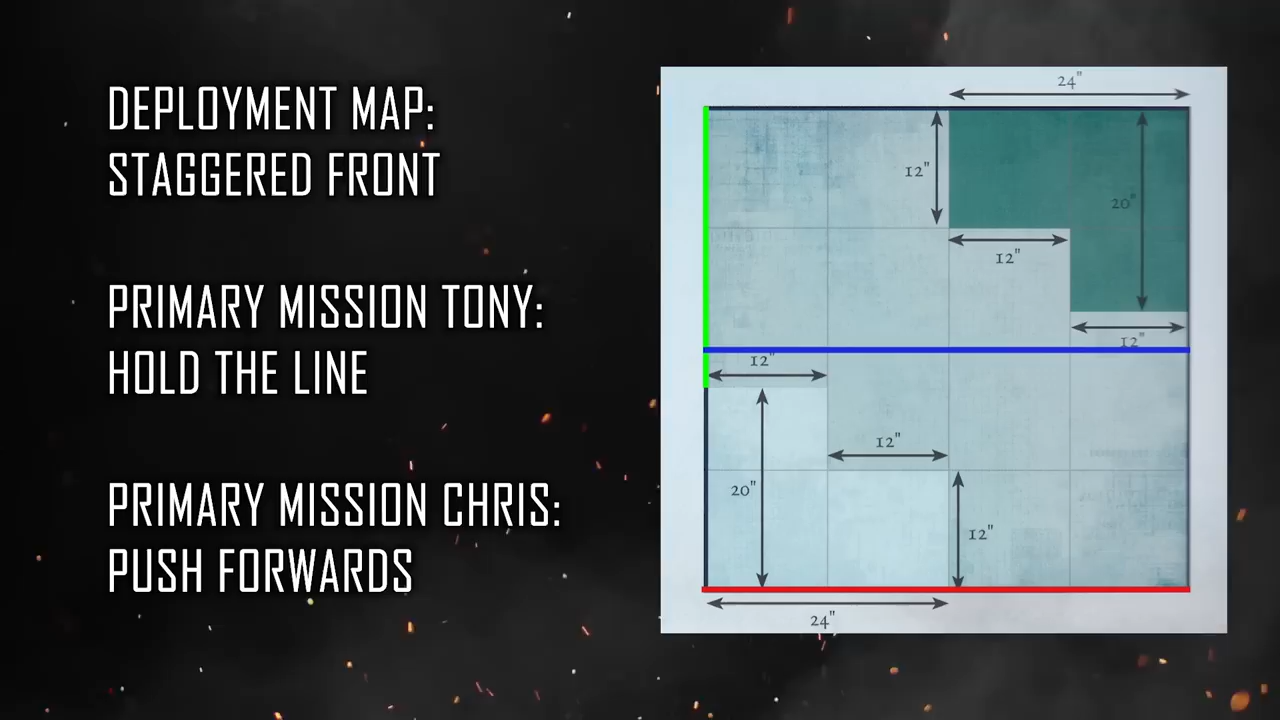 DEPLOYMENT MAP:
STAGGERED FRONT
PRIMARY MISSION TONY:
HOLD THE LINE
PRIMARY MISSION CHRIS:
PUSH FORWARDS
24"
12"
20"
12"
12"
12"
12"
20"
12"
24"